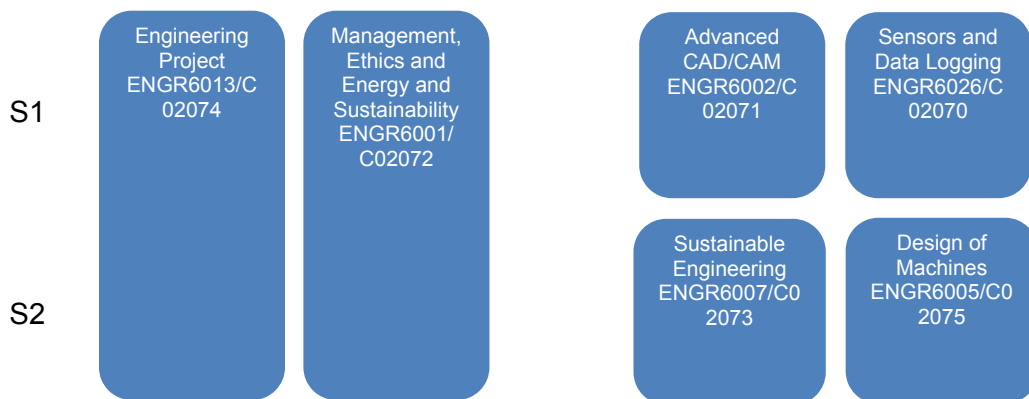 S1
Engineering
Project
ENGR6013/C
02074
Management,
Ethics and
Energy and
Sustainability
ENGR6001/
C02072
Advanced
CAD/CAM
ENGR6002/C
02071
Sensors and
Data Logging
ENGR6026/C
02070
S2
Sustainable
Engineering
ENGR6007/C0
2073
Design of
Machines
ENGR6005/C0
2075